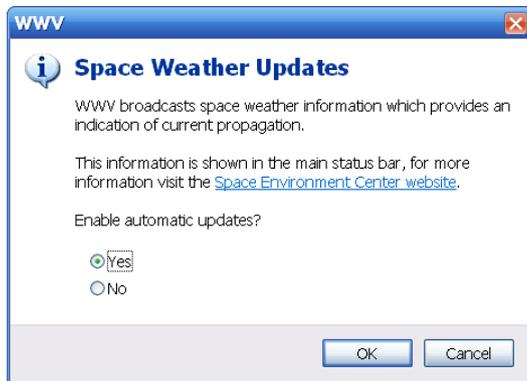 WWV
Space Weather Updates
WWV broadcasts space weather information which provides an
indication of current propagation.
This information is shown in the main status bar, for more
information visit the Space Environment Center website.
Enable automatic updates?
Yes
No
OK
Cancel